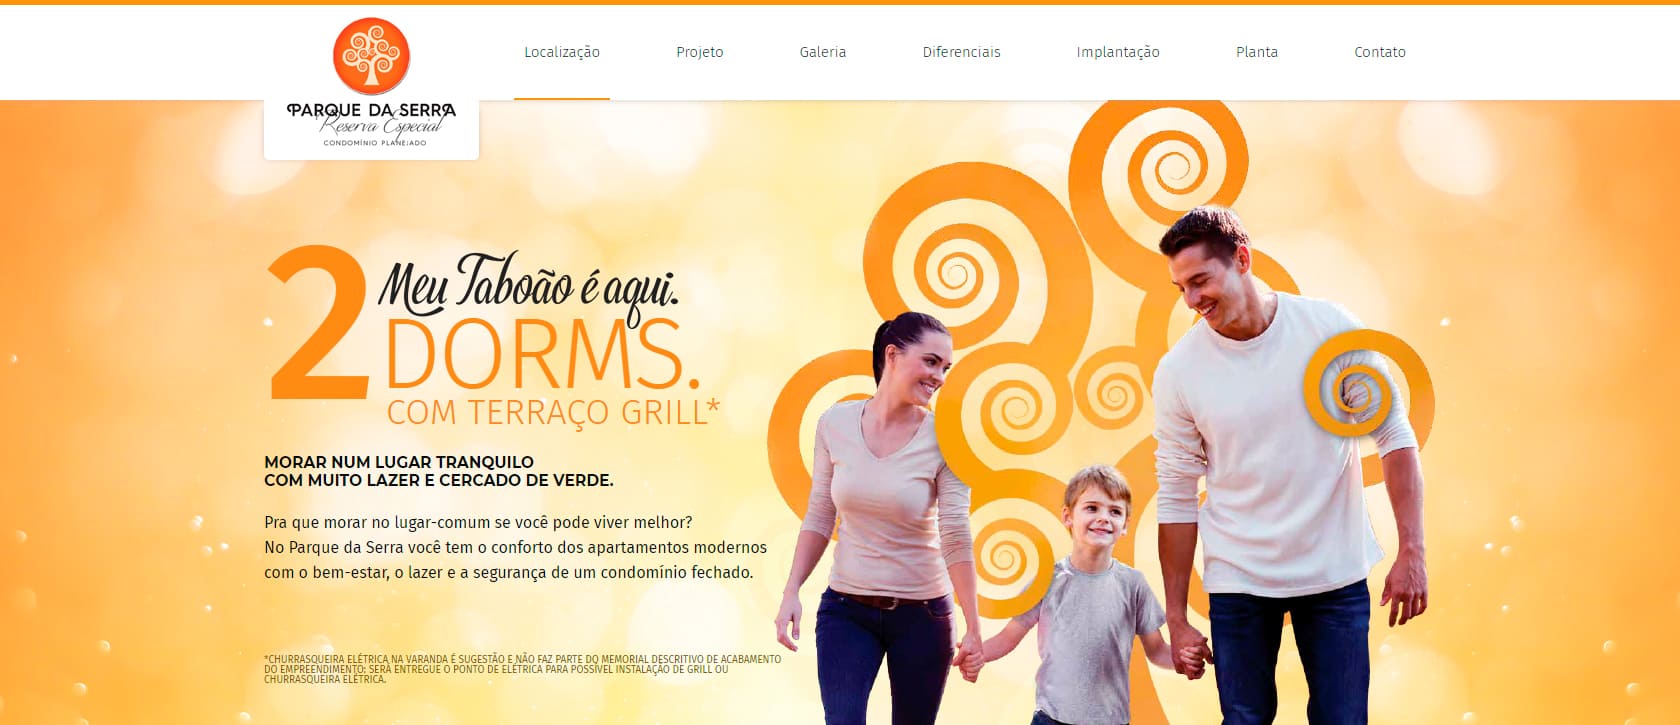 Localização
Projeto
Galeria
Diferenciais
Implantação
Planta
Contato
PARQUE DA SERRA
Reserva Especial
CONDOMÍNIO PLANEJADO
Meu Taboão é aqui.
2 DORMS.
COM TERRAÇO GRILL*
MORAR NUM LUGAR TRANQUILO
COM MUITO LAZER E CERCADO DE VERDE.
Pra que morar no lugar-comum se você pode viver melhor?
No Parque da Serra você tem o conforto dos apartamentos modernos
com o bem-estar, o lazer e a segurança de um condomínio fechado.
*CHURRASQUEIRA ELÉTRICA NA VARANDA É SUGESTÃO E NÃO FAZ PARTE DO MEMORIAL DESCRITIVO DE ACABAMENTO
DO EMPREENDIMENTO; SERÁ ENTREGUE O PONTO DE ELÉTRICA PARA POSSÍVEL INSTALAÇÃO DE GRILL OU
CHURRASQUEIRA ELÉTRICA.